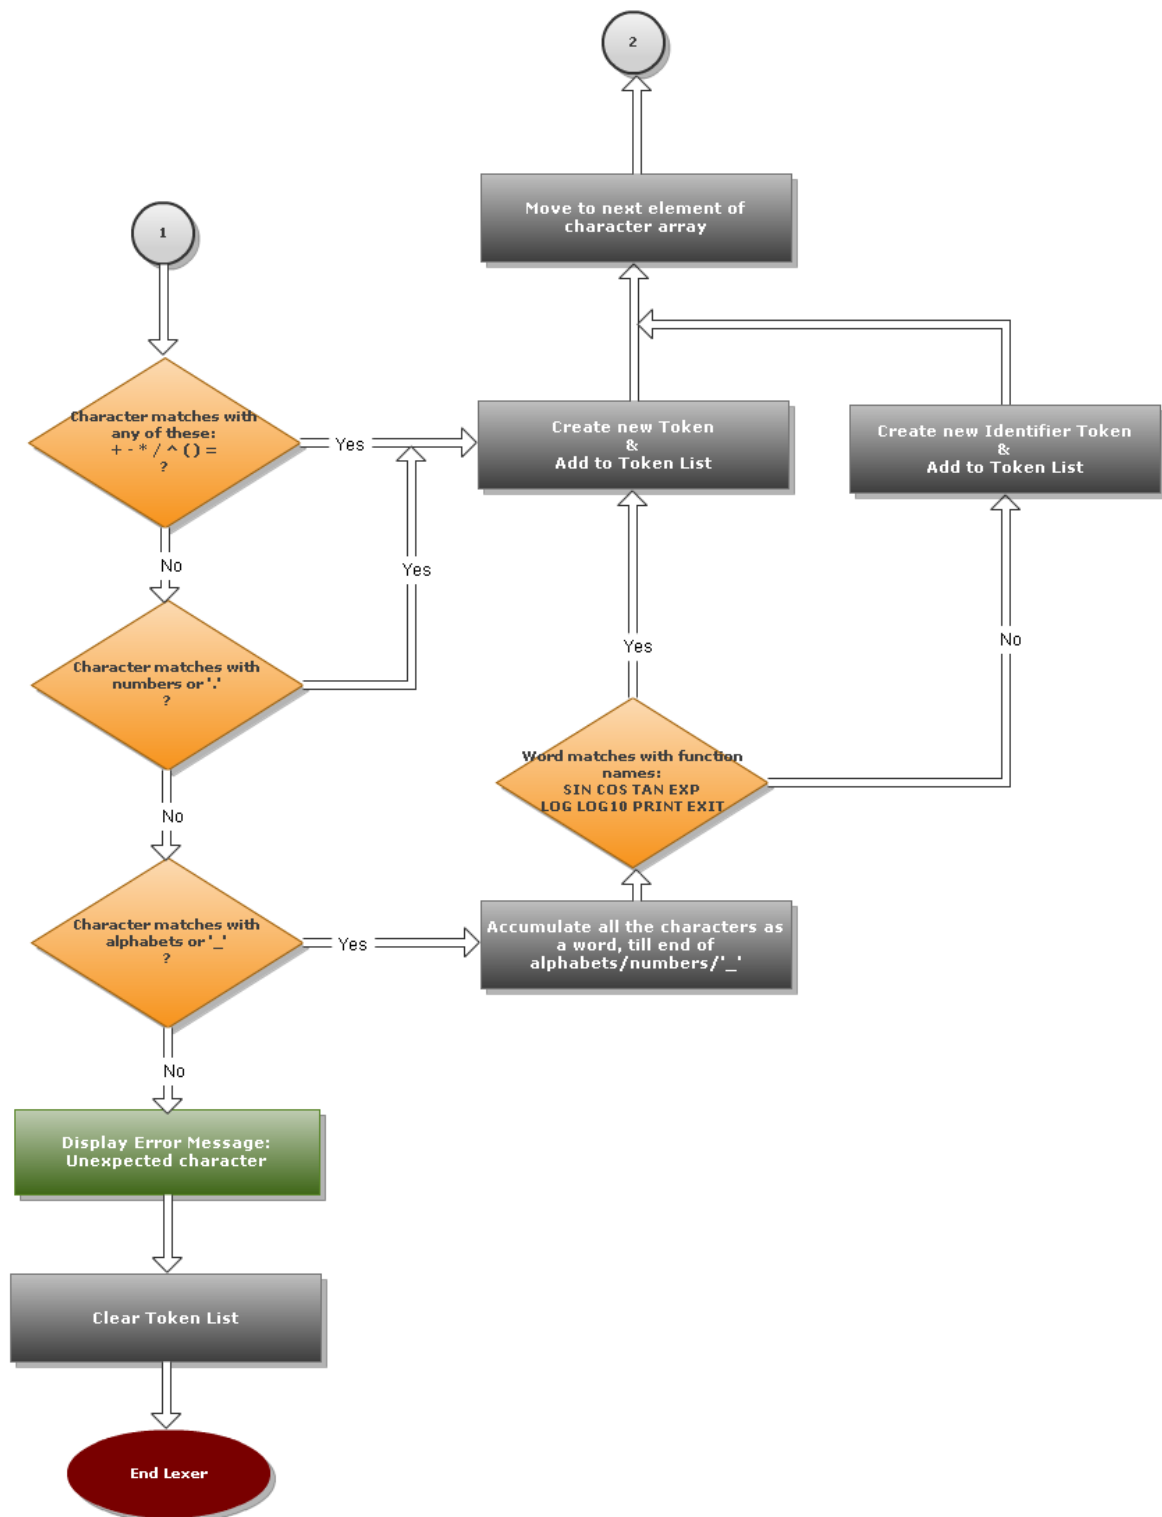 2
Move to next element of
character array
1
Character matches with
any of these:
+ - * / ^ ( ) =
?
Yes
Create new Token
&
Add to Token List
Create new Identifier Token
&
Add to Token List
No
Yes
Character matches with
numbers or '.'
?
Yes
No
Word matches with function
names:
SIN COS TAN EXP
LOG LOG10 PRINT EXIT
No
Character matches with
alphabets or '_'
?
Yes
Accumulate all the characters as
a word, till end of
alphabets/numbers/'_'
No
Display Error Message:
Unexpected character
Clear Token List
End Lexer